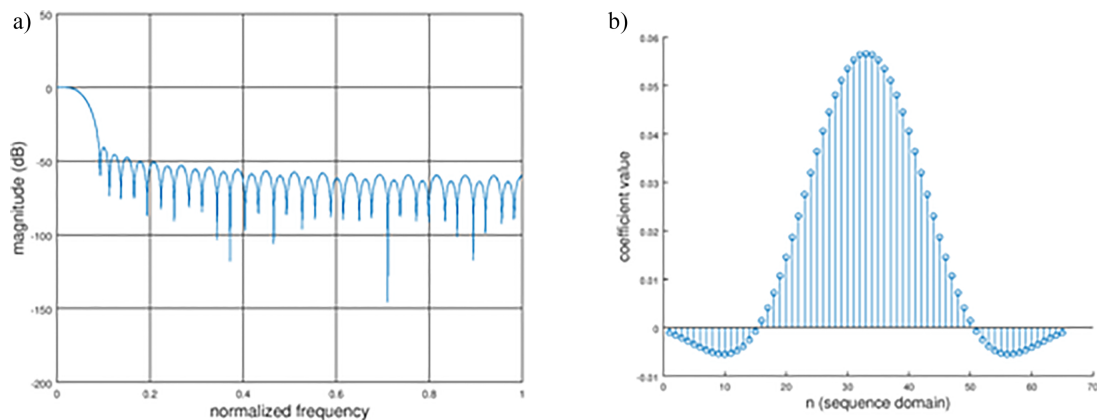 a)
50
0
-50
-100
-150
-200
magnitude (dB)
0 0.2 0.4 0.6 0.8 1
normalized frequency
b)
0.06
0.05
0.04
0.03
0.02
0.01
0
-0.01
coefficient value
0 10 20 30 40 50 60 70
n (sequence domain)